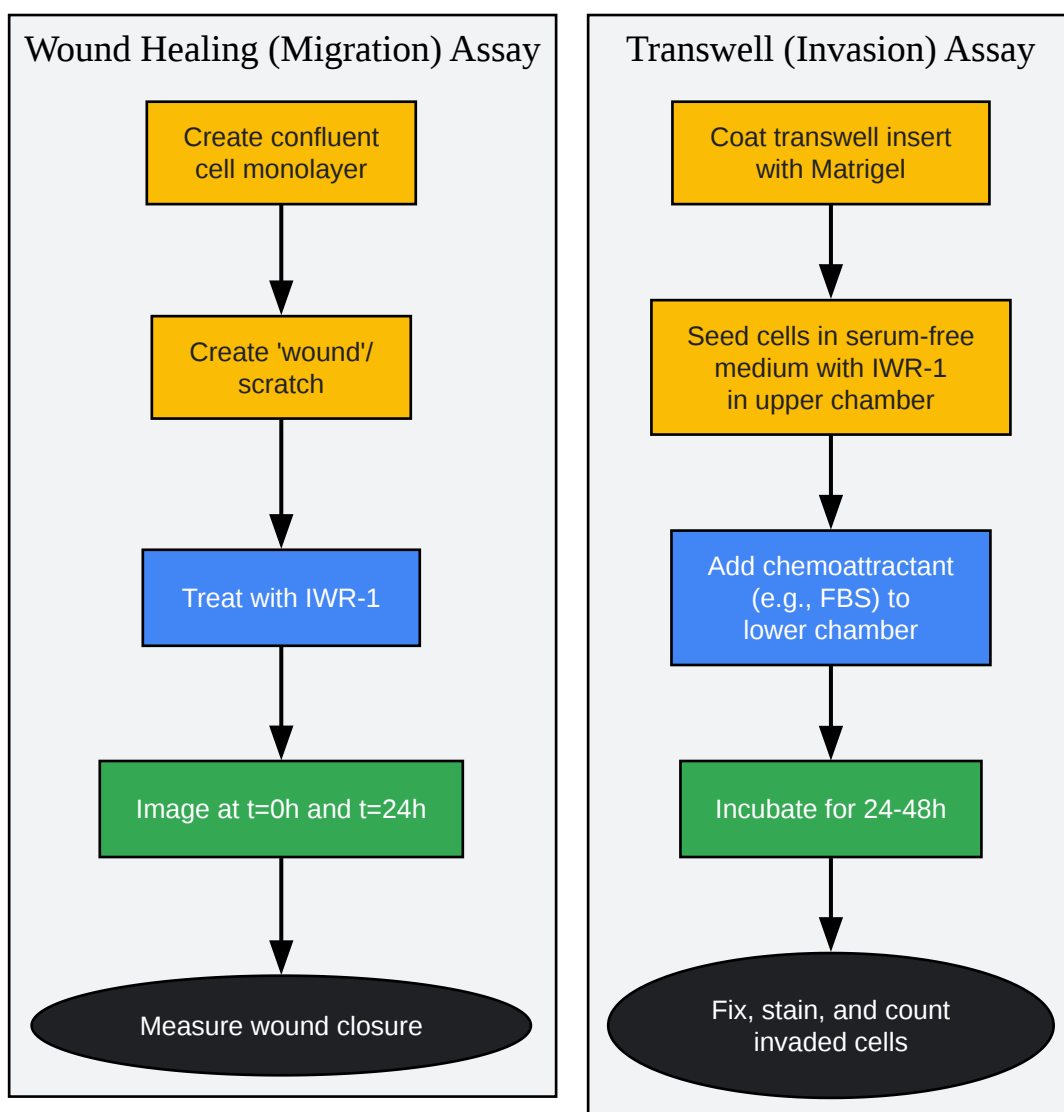 Wound Healing (Migration) Assay
Create confluent
cell monolayer
Create 'wound'/
scratch
Treat with IWR-1
Image at t=0h and t=24h
Measure wound closure
Transwell (Invasion) Assay
Coat transwell insert
with Matrigel
Seed cells in serum-free
medium with IWR-1
in upper chamber
Add chemoattractant
(e.g., FBS) to
lower chamber
Incubate for 24-48h
Fix, stain, and count
invaded cells